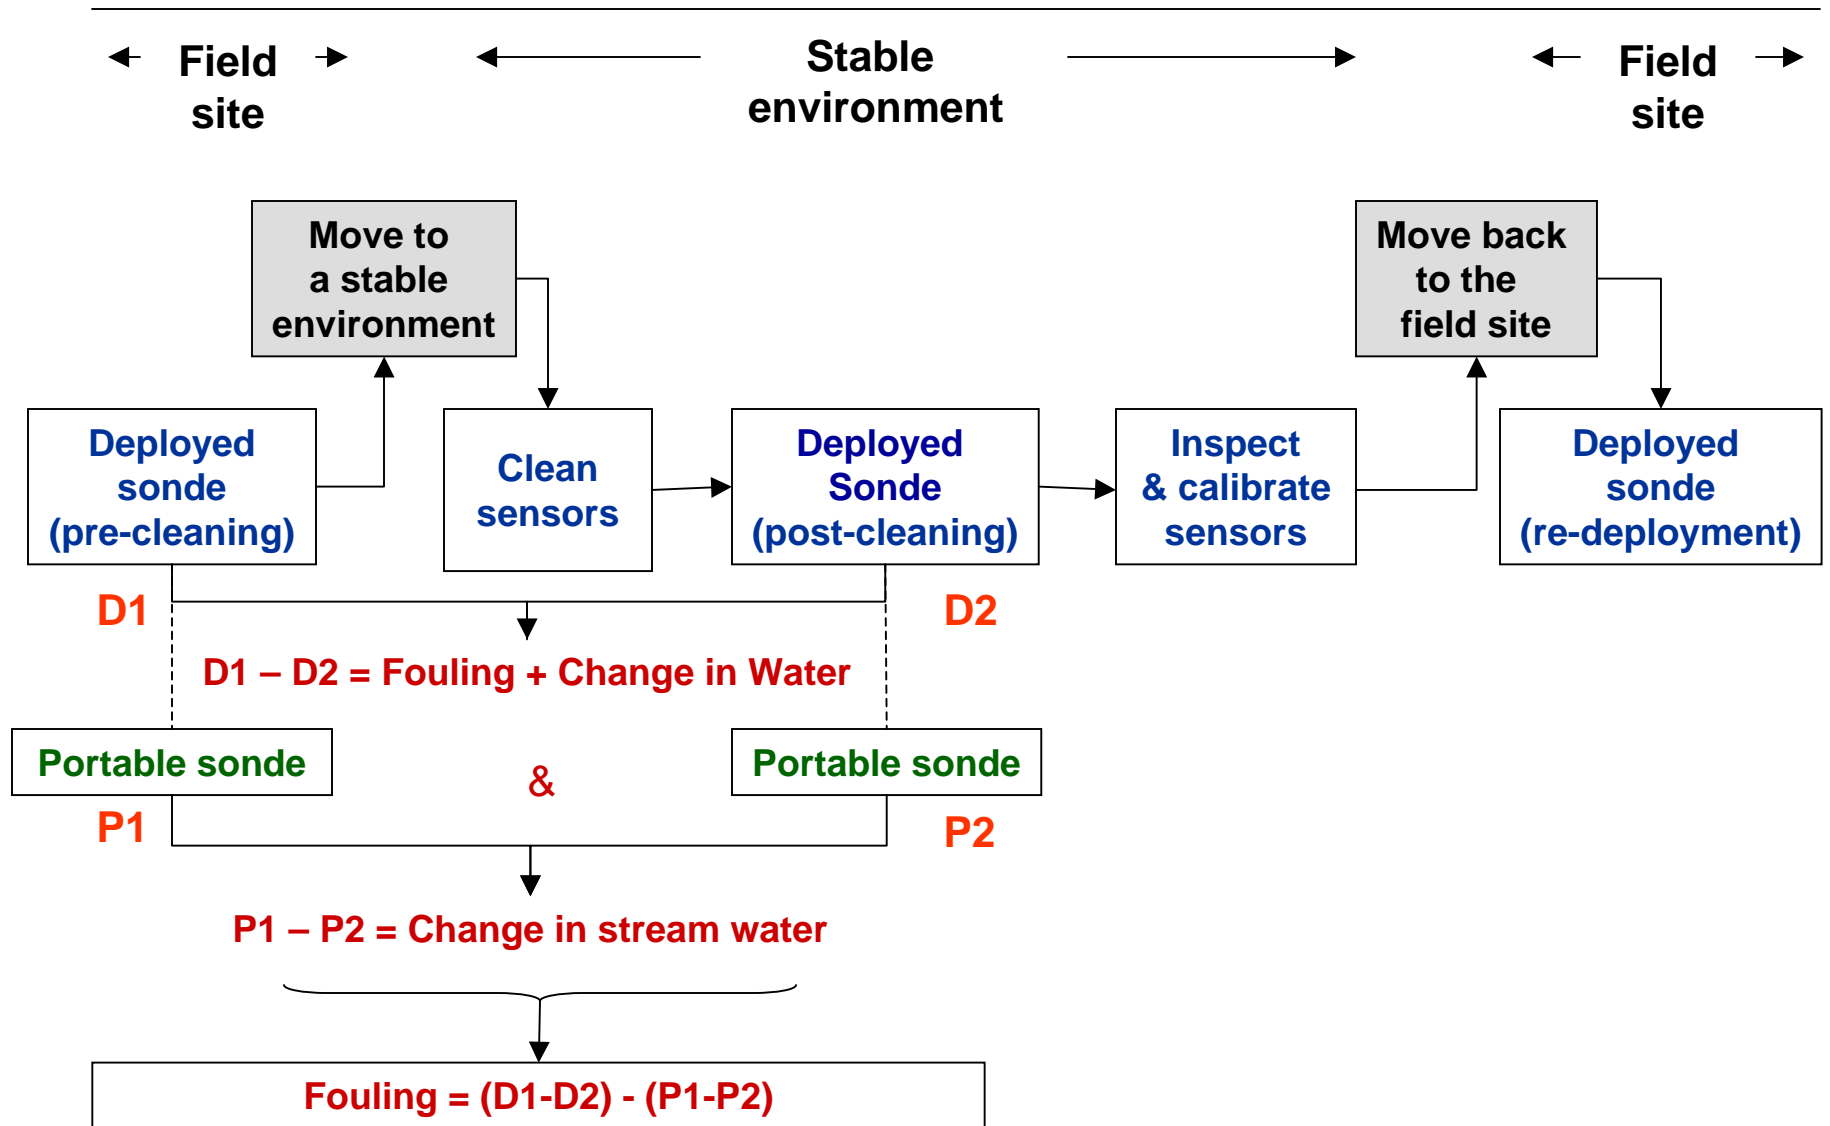 Field
site
Stable
environment
Field
site
Move to
a stable
environment
Move back
to the
field site
Deployed
sonde
(pre-cleaning)
Clean
sensors
Deployed
Sonde
(post-cleaning)
Inspect
& calibrate
sensors
Deployed
sonde
(re-deployment)
D1
D2
D1 – D2 = Fouling + Change in Water
Portable sonde
&
Portable sonde
P1
P2
P1 – P2 = Change in stream water
Fouling = (D1-D2) - (P1-P2)